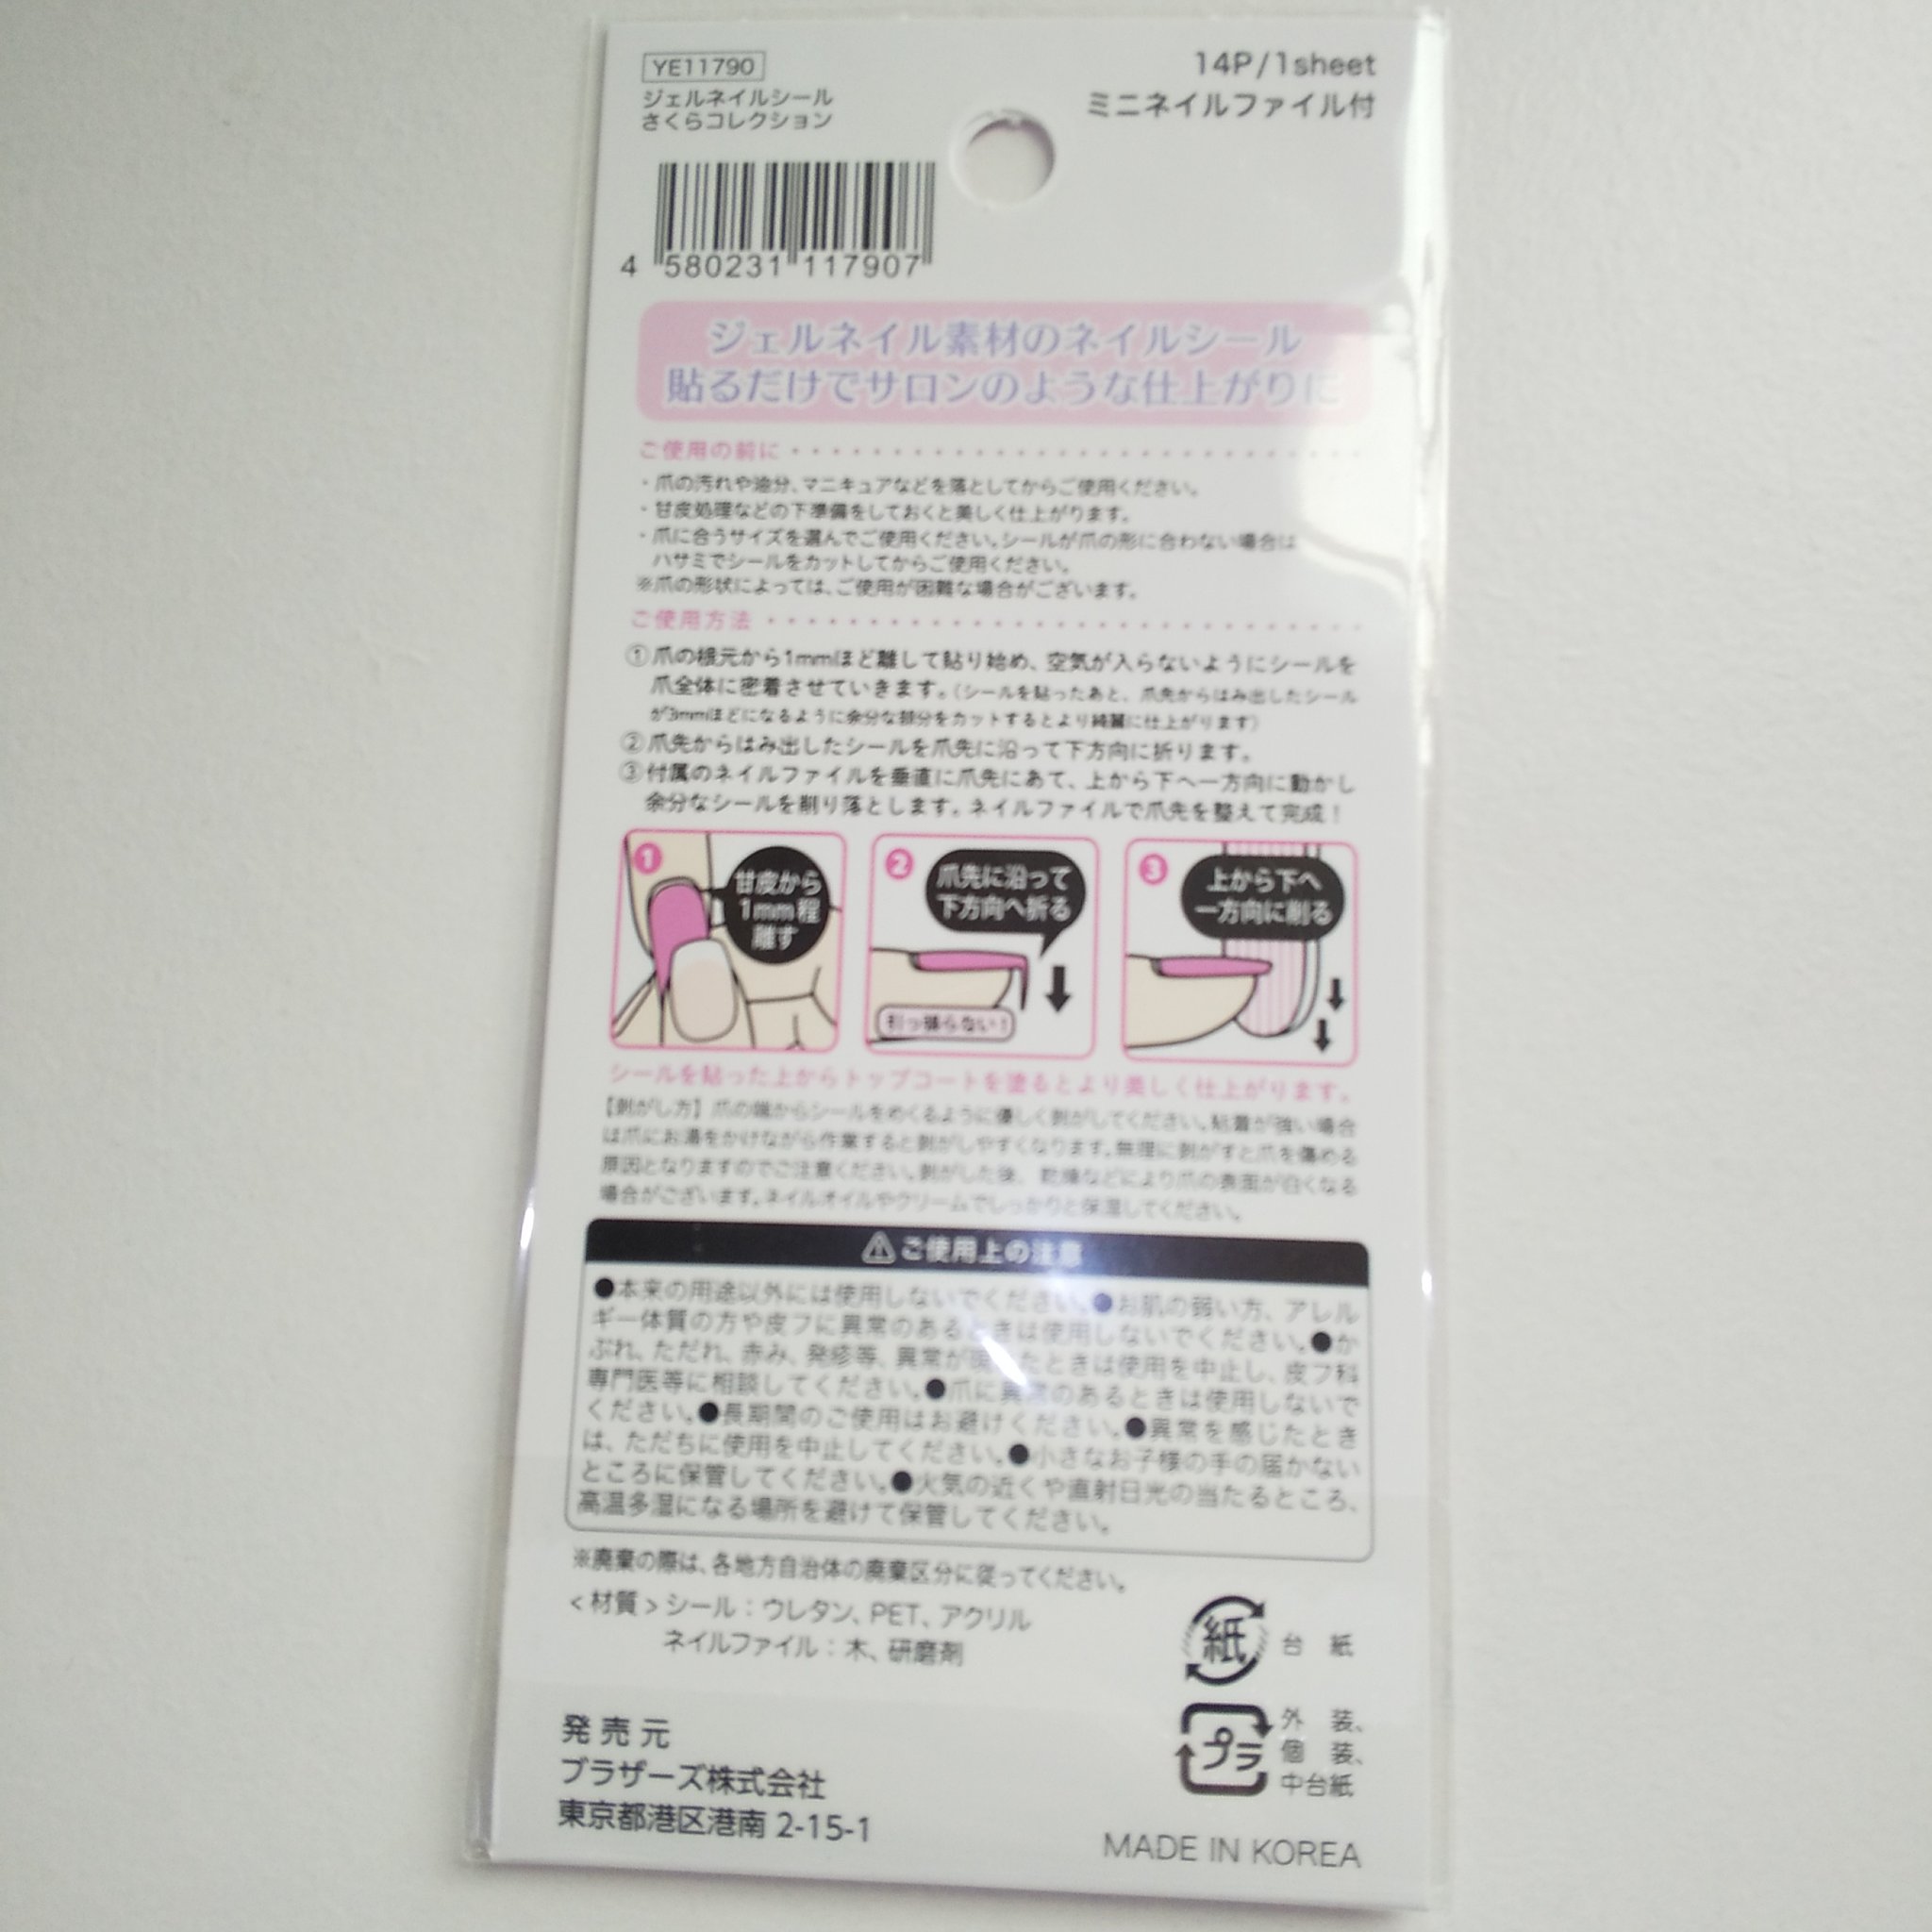 YE11790
ジェルネイルシール
さくらコレクション
14P/1sheet
ミニネイルファイル付
4 580231 117907
ジェルネイル素材のネイルシール
貼るだけでサロンのような仕上がりに
ご使用の前に
・爪の汚れや油分、マニキュアなどを落としてからご使用ください。
・甘皮処理などの下準備をしておくと美しく仕上がります。
・爪に合うサイズを選んでご使用ください。シールが爪の形に合わない場合は
ハサミでシールをカットしてからご使用ください。
※爪の形状によっては、ご使用が困難な場合がございます。
ご使用方法
①爪の根元から1mmほど離して貼り始め、空気が入らないようにシールを
爪全体に密着させていきます。（シールを貼ったあと、爪先からはみ出したシール
が3mmほどになるように余分な部分をカットするとより綺麗に仕上がります）
②爪先からはみ出したシールを爪先に沿って下方向に折ります。
③付属のネイルファイルを垂直に爪先にあて、上から下へ一方向に動かし
余分なシールを削り落とします。ネイルファイルで爪先を整えて完成！
1
甘皮から
1mm程
離す
2
爪先に沿って
下方向へ折る
引っ張らない！
3
上から下へ
一方向に削る
シールを貼った上からトップコートを塗るとより美しく仕上がります。
【剥がし方】爪の端からシールをめくるように優しく剥がしてください。粘着が強い場合
は爪にお湯をかけながら作業すると剥がしやすくなります。無理に剥がすと爪を傷める
原因となりますのでご注意ください。剥がした後、乾燥などにより爪の表面が白くなる
場合がございます。ネイルオイルやクリームでしっかりと保湿してください。
⚠ご使用上の注意
●本来の用途以外には使用しないでください。●お肌の弱い方、アレル
ギー体質の方や皮フに異常のあるときは使用しないでください。●か
ぶれ、ただれ、赤み、発疹等、異常が現れたときは使用を中止し、皮フ科
専門医等に相談してください。●爪に異常のあるときは使用しないで
ください。●長期間のご使用はお避けください。●異常を感じたとき
は、ただちに使用を中止してください。●小さなお子様の手の届かない
ところに保管してください。●火気の近くや直射日光の当たるところ、
高温多湿になる場所を避けて保管してください。
※廃棄の際は、各地方自治体の廃棄区分に従ってください。
<材質>シール：ウレタン、PET、アクリル
ネイルファイル：木、研磨剤
紙 台紙
プラ 外装、
個装、
中台紙
発売元
ブラザーズ株式会社
東京都港区港南 2-15-1
MADE IN KOREA